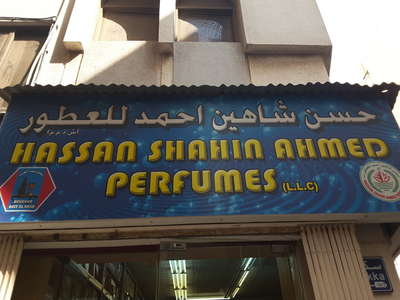 حسن شاهين احمد للعطور
(ش.ذ.م.م)
HASSAN SHAHIN AHMED
PERFUMES (L.L.C)